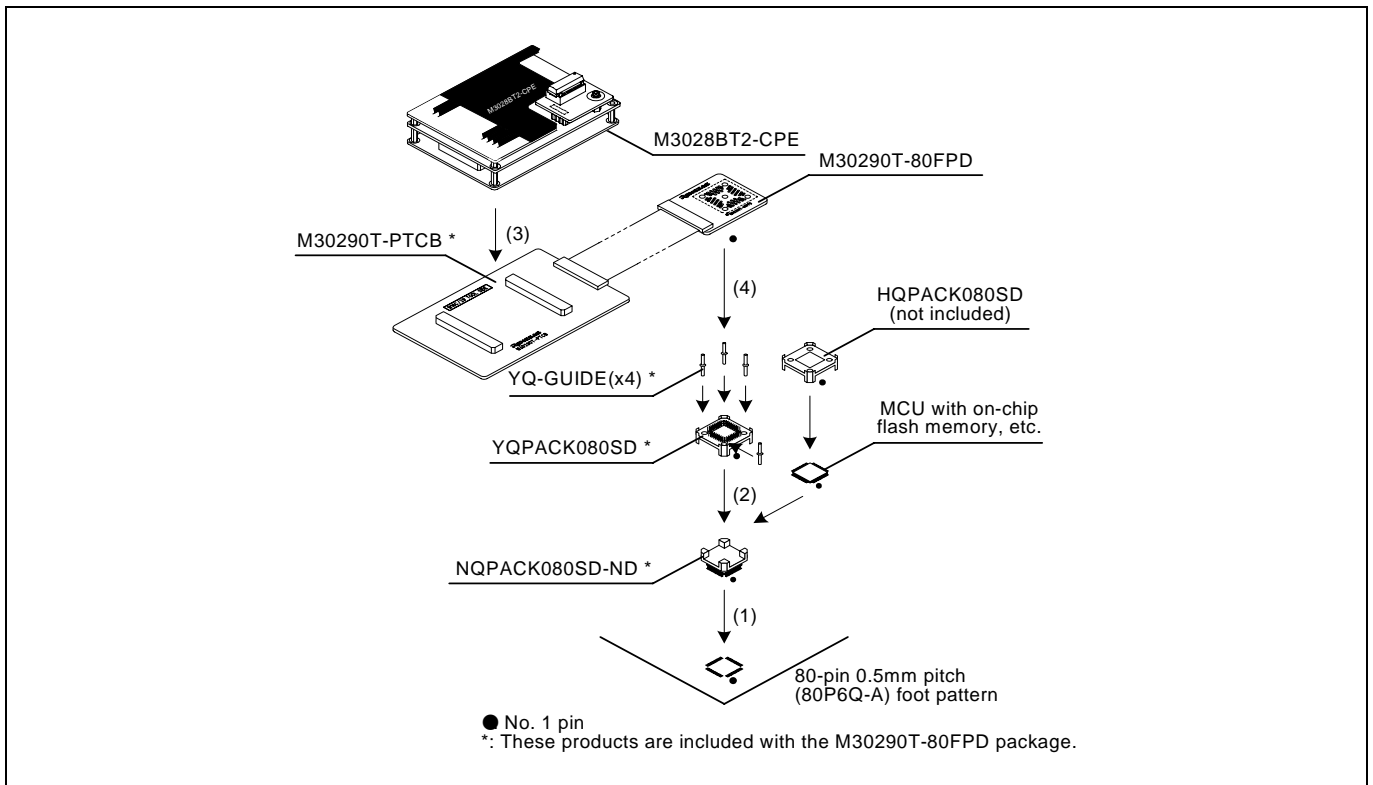 M3028BT2-CPE
M3028BT2-CPE
M30290T-80FPD
M30290T-PTCB *
(3)
(4)
HQPACK080SD
(not included)
YQ-GUIDE(x4) *
MCU with on-chip
flash memory, etc.
YQPACK080SD *
(2)
NQPACK080SD-ND *
(1)
80-pin 0.5mm pitch
(80P6Q-A) foot pattern
No. 1 pin
*: These products are included with the M30290T-80FPD package.